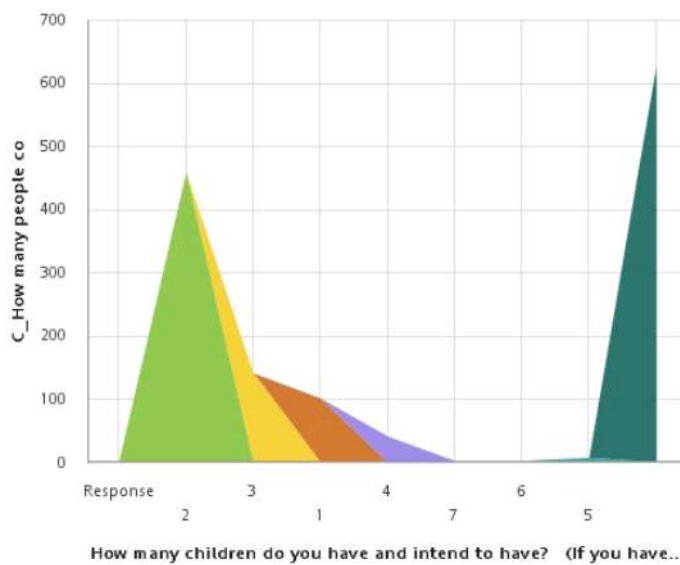 700
600
500
400
300
200
100
0
C_How many people co
Response 3 4 6
2 1 7 5
How many children do you have and intend to have? (If you have..